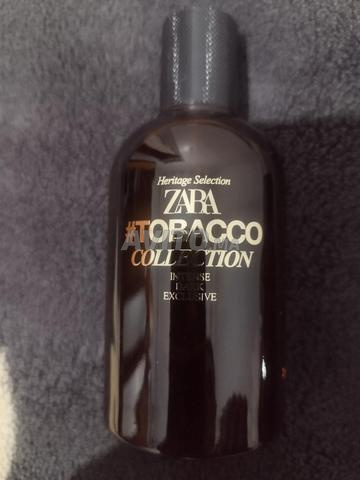 Heritage Selection
ZARA
#TOBACCO
COLLECTION
INTENSE
DARK
EXCLUSIVE